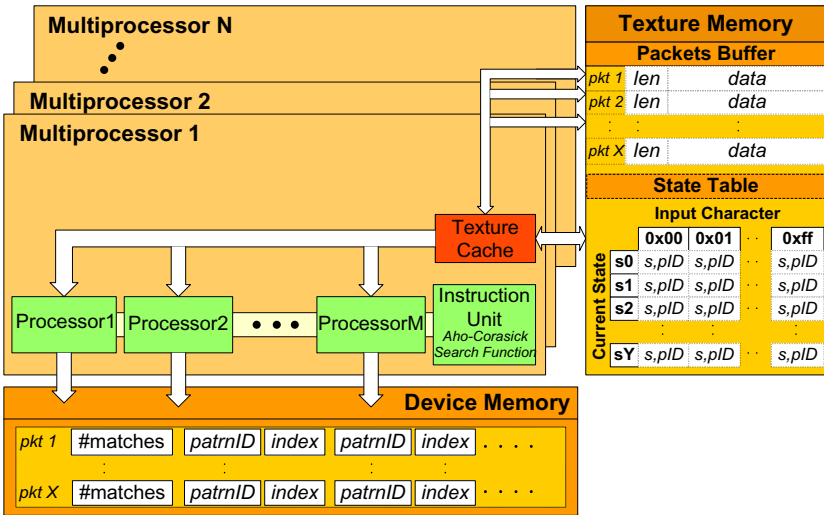 Multiprocessor N
Multiprocessor 2
Multiprocessor 1
Texture Cache
Processor1 Processor2 • • • ProcessorM
Instruction Unit
Aho-Corasick
Search Function
Texture Memory
Packets Buffer
pkt 1 len data
pkt 2 len data
: : :
pkt X len data
State Table
Input Character
Current State
0x00 0x01 · · 0xff
s0 s,pID s,pID · · s,pID
s1 s,pID s,pID s,pID
s2 s,pID s,pID s,pID
: : :
sY s,pID s,pID · · s,pID
Device Memory
pkt 1 #matches patrnID index patrnID index . . . .
: : :
pkt X #matches patrnID index patrnID index . . . .